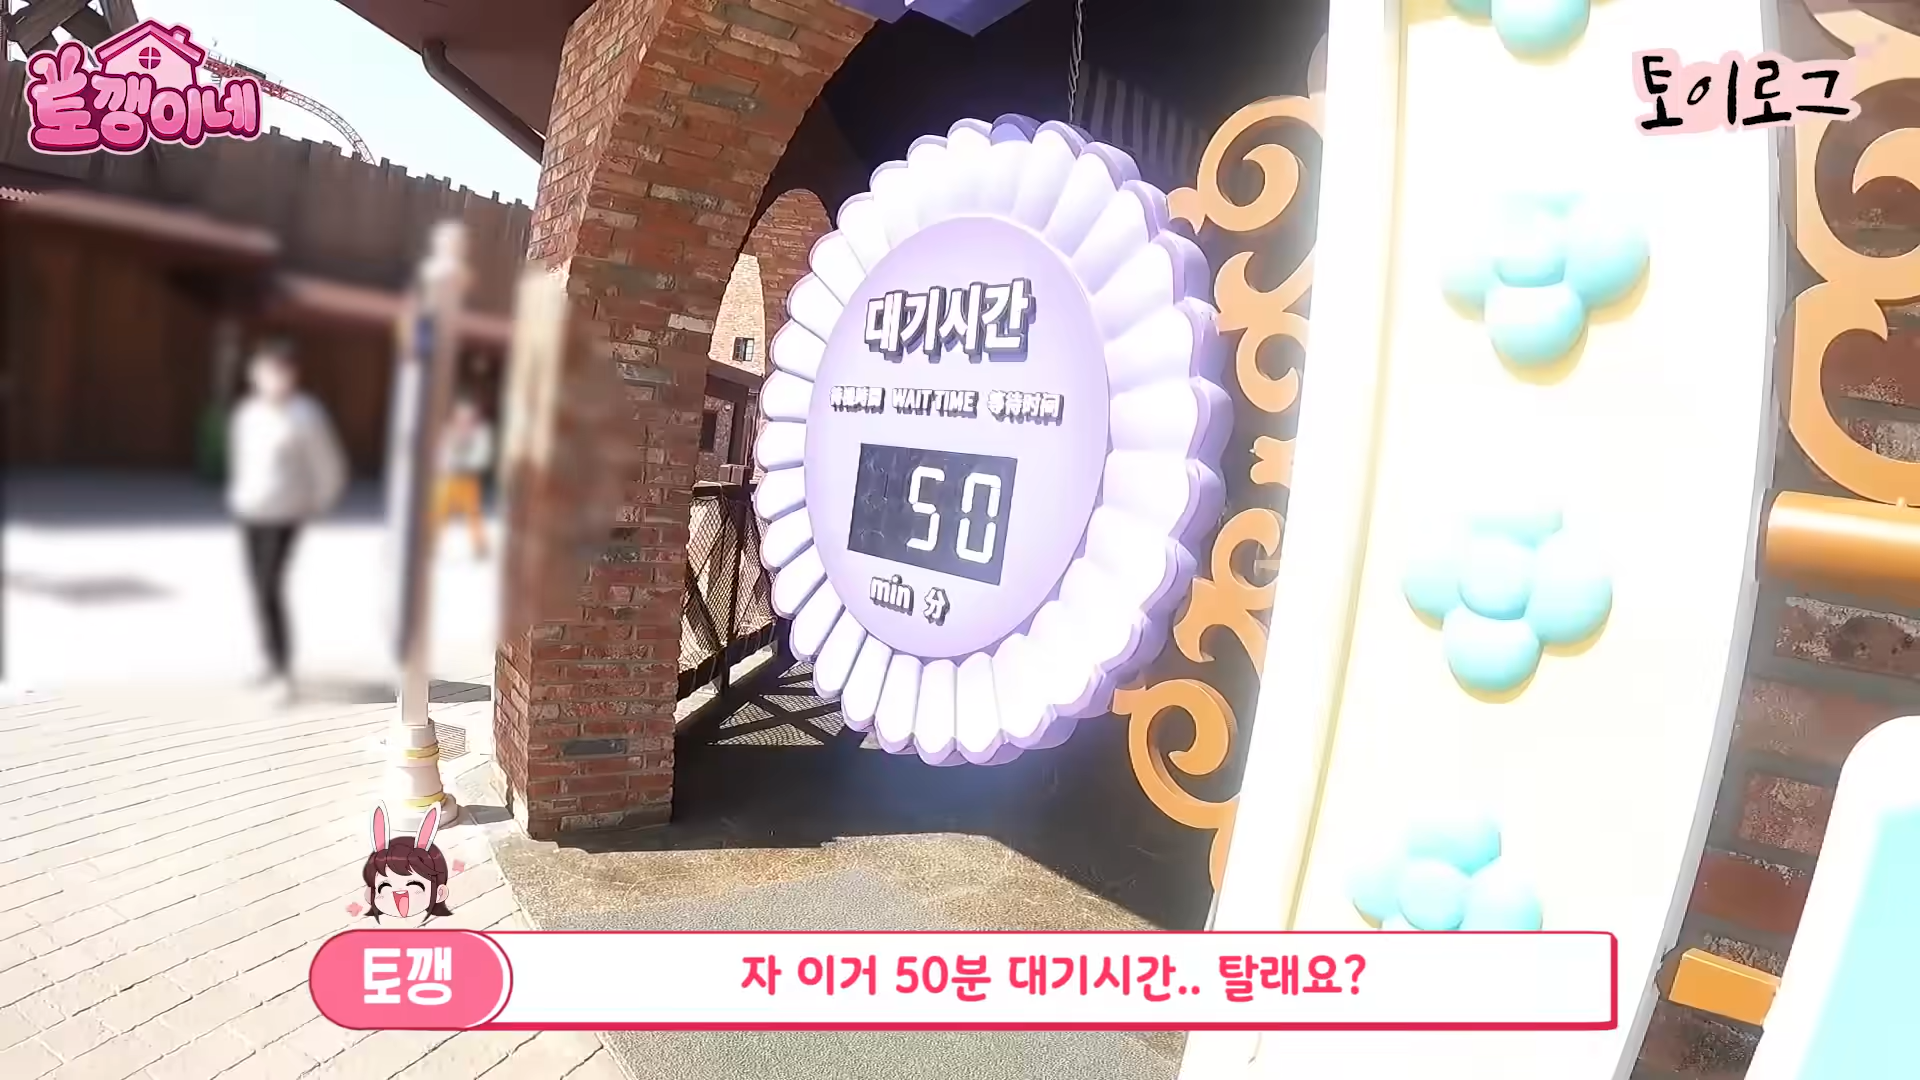 토깽이네
토이로그
대기시간
WAIT TIME 等待时间
50
min 分
토깽
자 이거 50분 대기시간.. 탈래요?